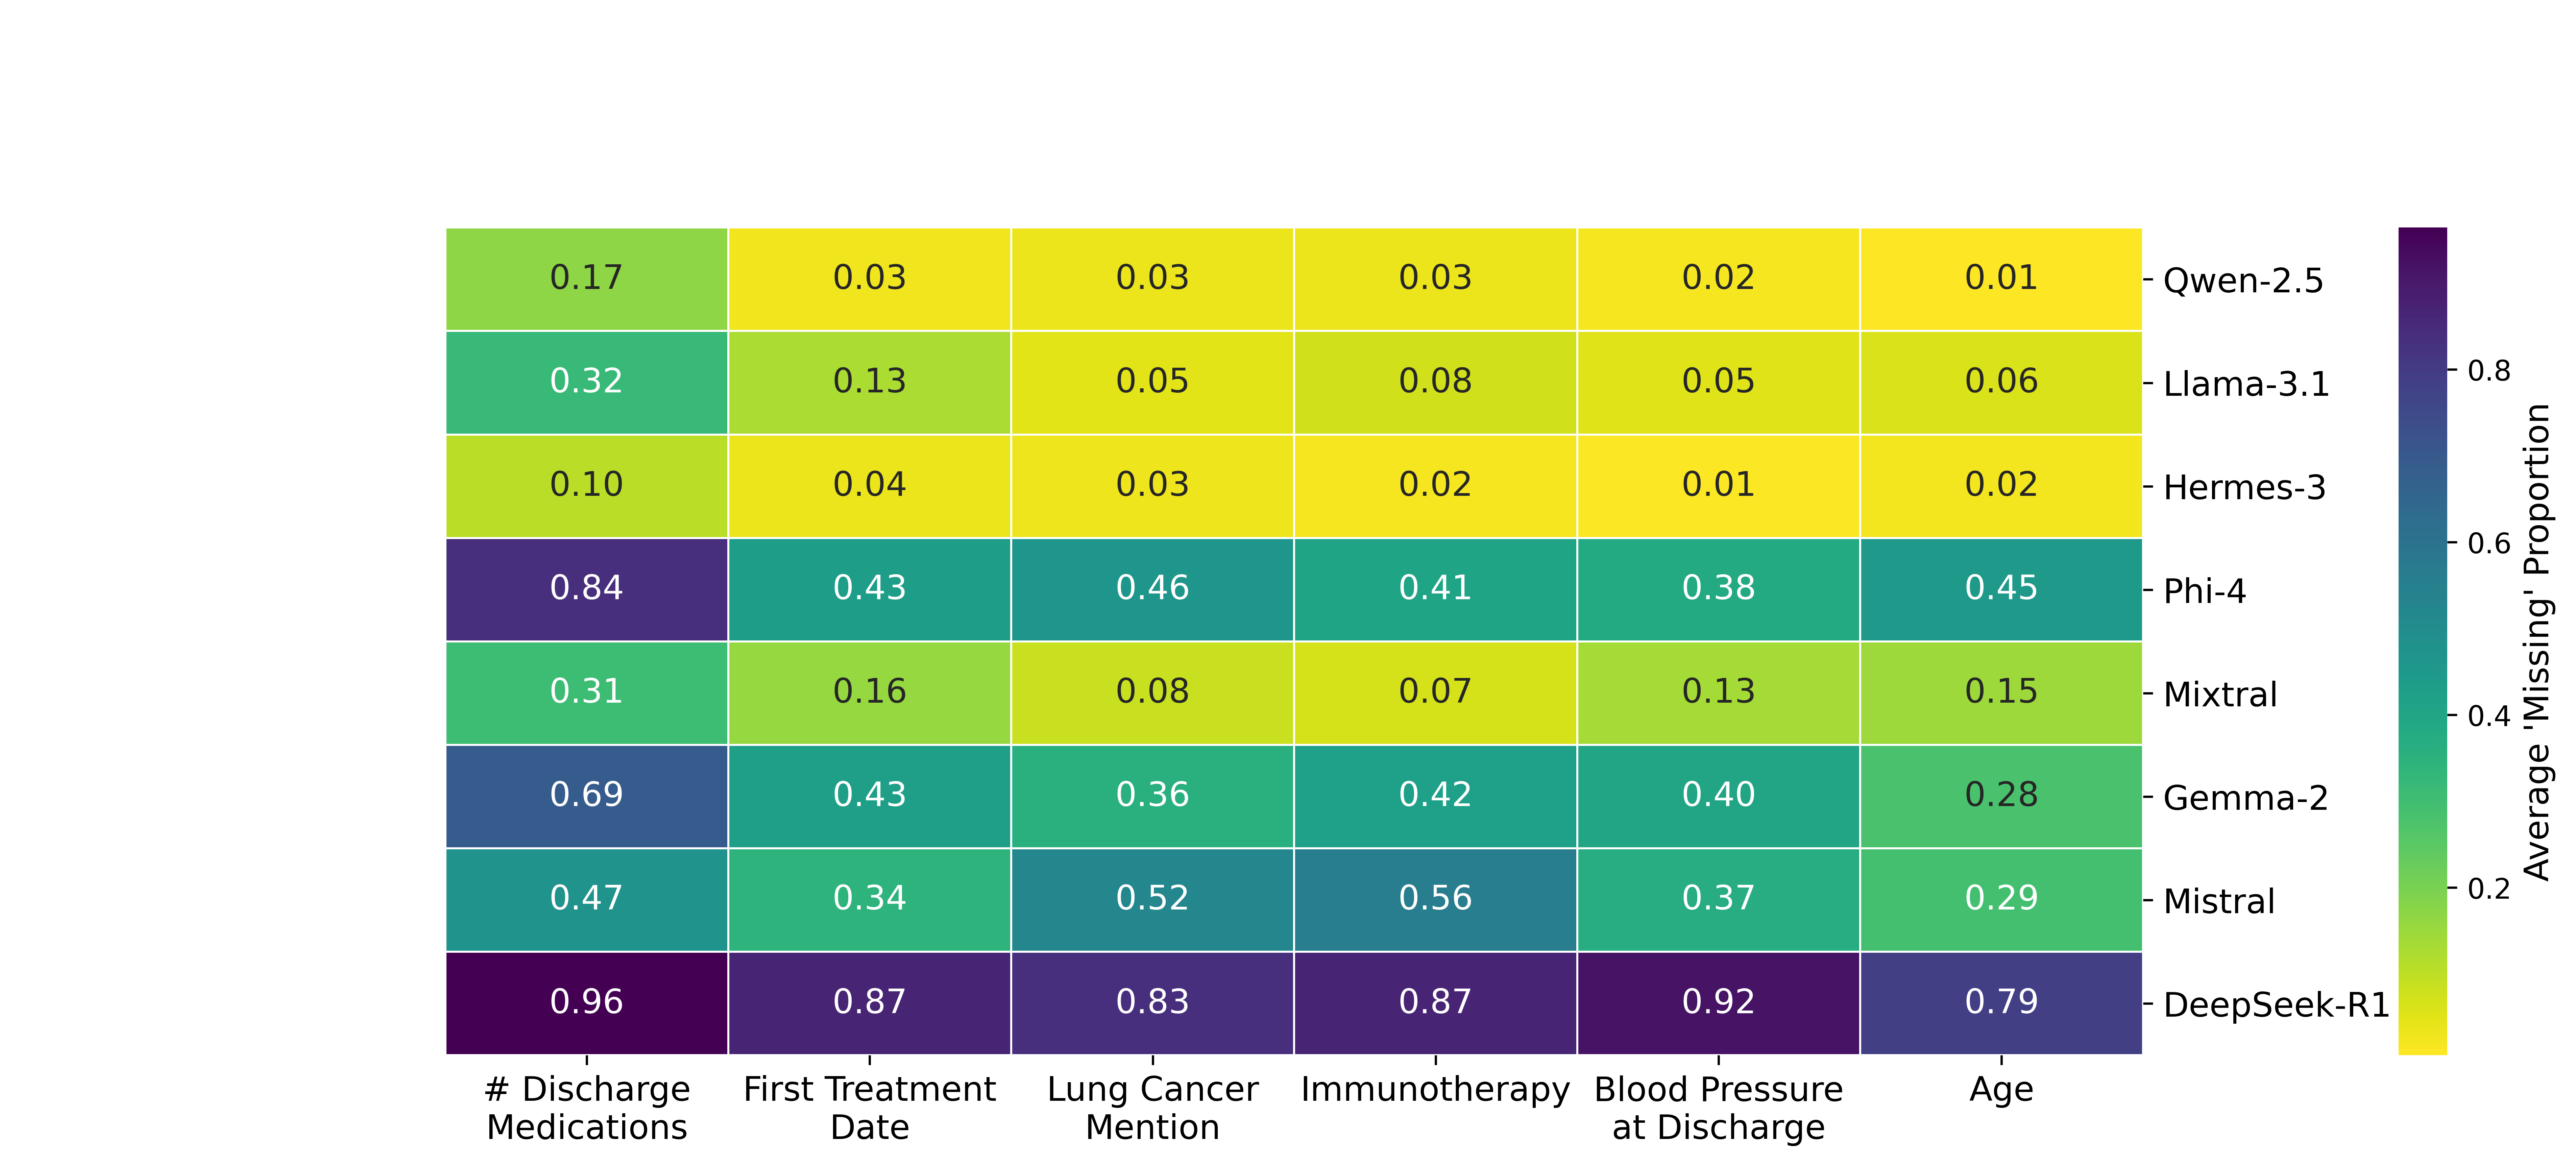 0.17 0.03 0.03 0.03 0.02 0.01 Qwen-2.5
0.32 0.13 0.05 0.08 0.05 0.06 Llama-3.1
0.10 0.04 0.03 0.02 0.01 0.02 Hermes-3
0.84 0.43 0.46 0.41 0.38 0.45 Phi-4
0.31 0.16 0.08 0.07 0.13 0.15 Mixtral
0.69 0.43 0.36 0.42 0.40 0.28 Gemma-2
0.47 0.34 0.52 0.56 0.37 0.29 Mistral
0.96 0.87 0.83 0.87 0.92 0.79 DeepSeek-R1
# Discharge
Medications
First Treatment
Date
Lung Cancer
Mention
Immunotherapy
Blood Pressure
at Discharge
Age
0.8
0.6
0.4
0.2
Average 'Missing' Proportion